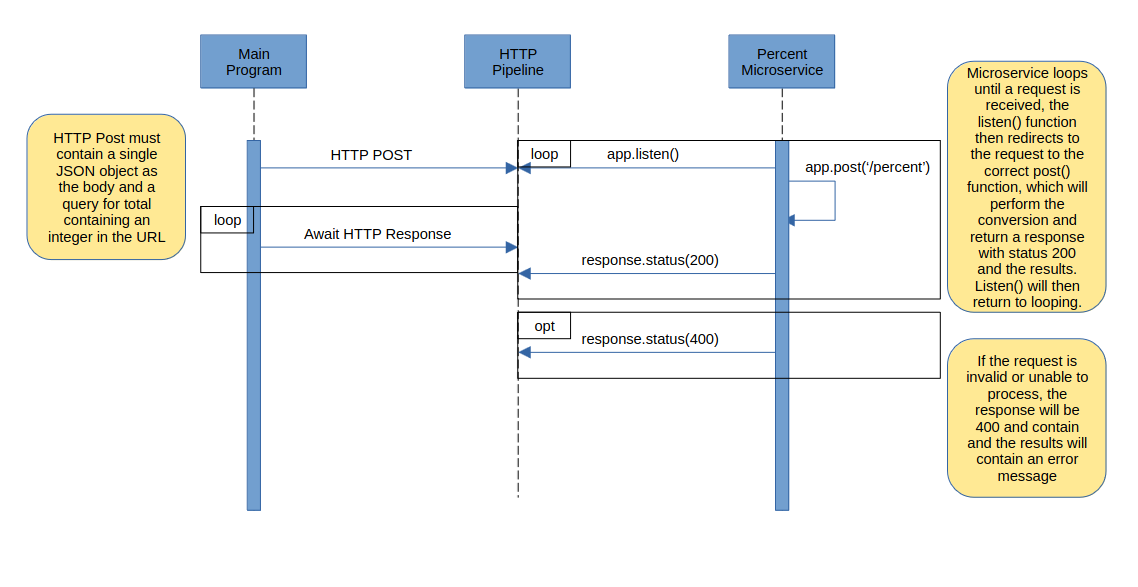 Main
Program
HTTP
Pipeline
Percent
Microservice
HTTP Post must
contain a single
JSON object as
the body and a
query for total
containing an
integer in the URL
HTTP POST
loop
app.listen()
app.post(‘/percent’)
loop
Await HTTP Response
response.status(200)
opt
response.status(400)
Microservice loops
until a request is
received, the
listen() function
then redirects to
the request to the
correct post()
function, which will
perform the
conversion and
return a response
with status 200
and the results.
Listen() will then
return to looping.
If the request is
invalid or unable to
process, the
response will be
400 and contain
and the results will
contain an error
message